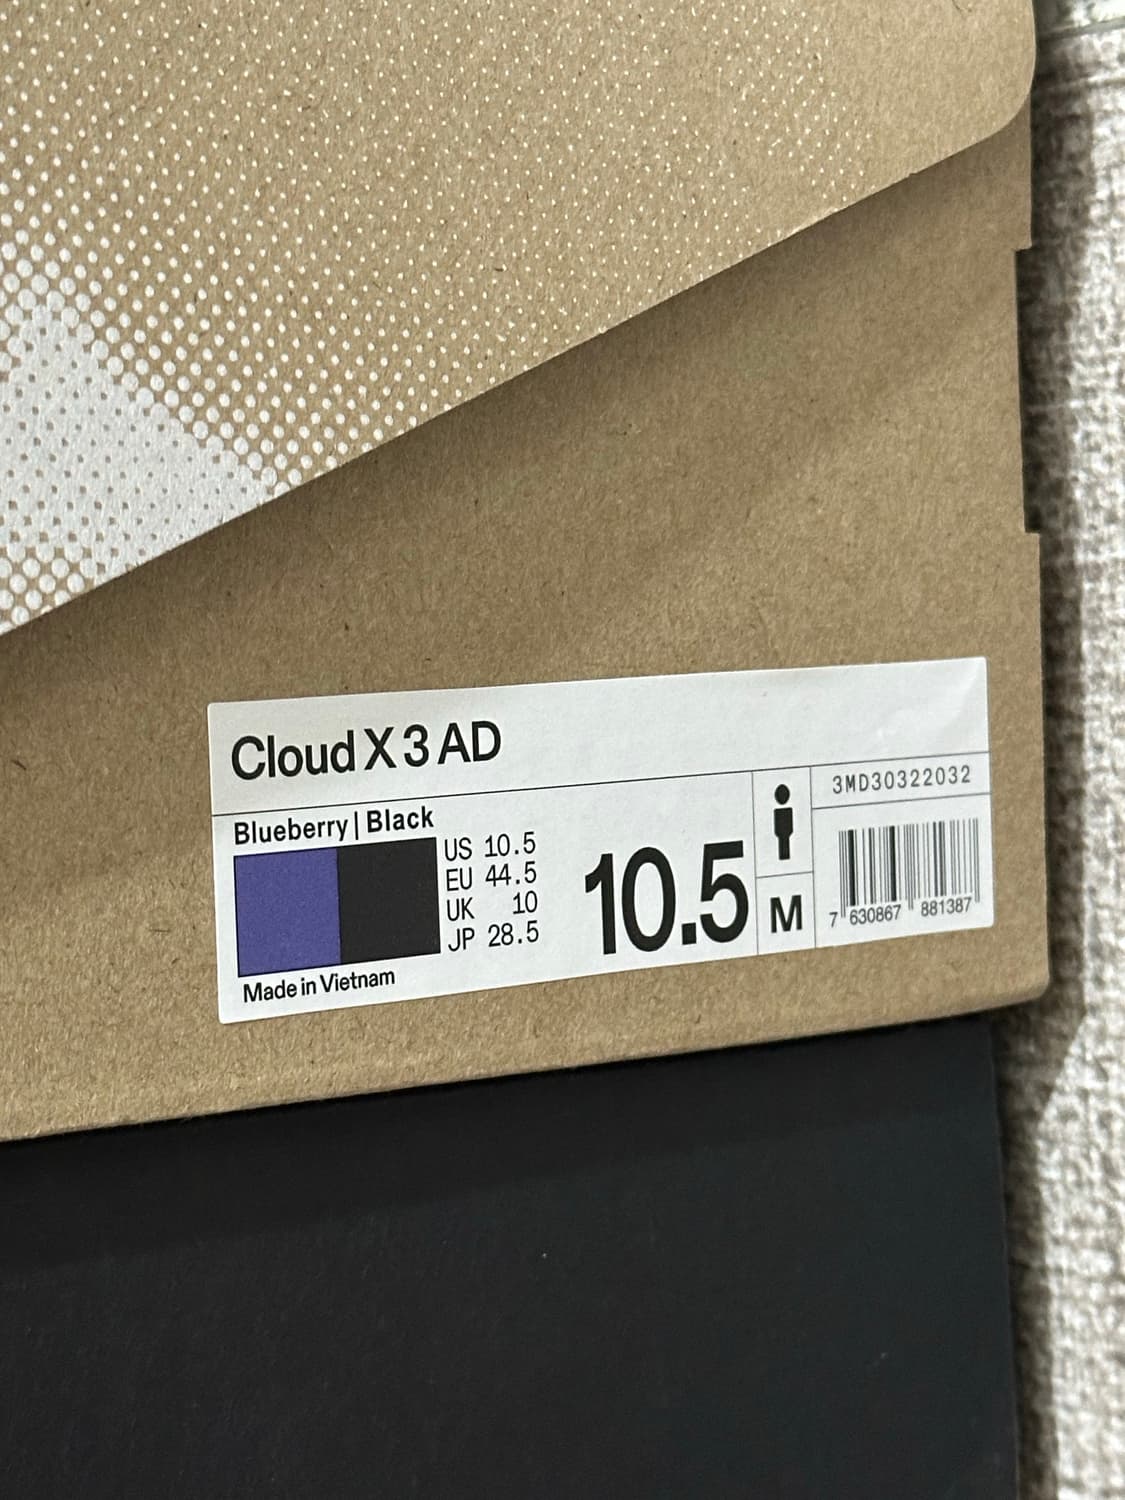 Cloud X 3 AD
Blueberry | Black
US 10.5
EU 44.5
UK 10
JP 28.5
Made in Vietnam
10.5
M
3MD30322032
7 630867 881387